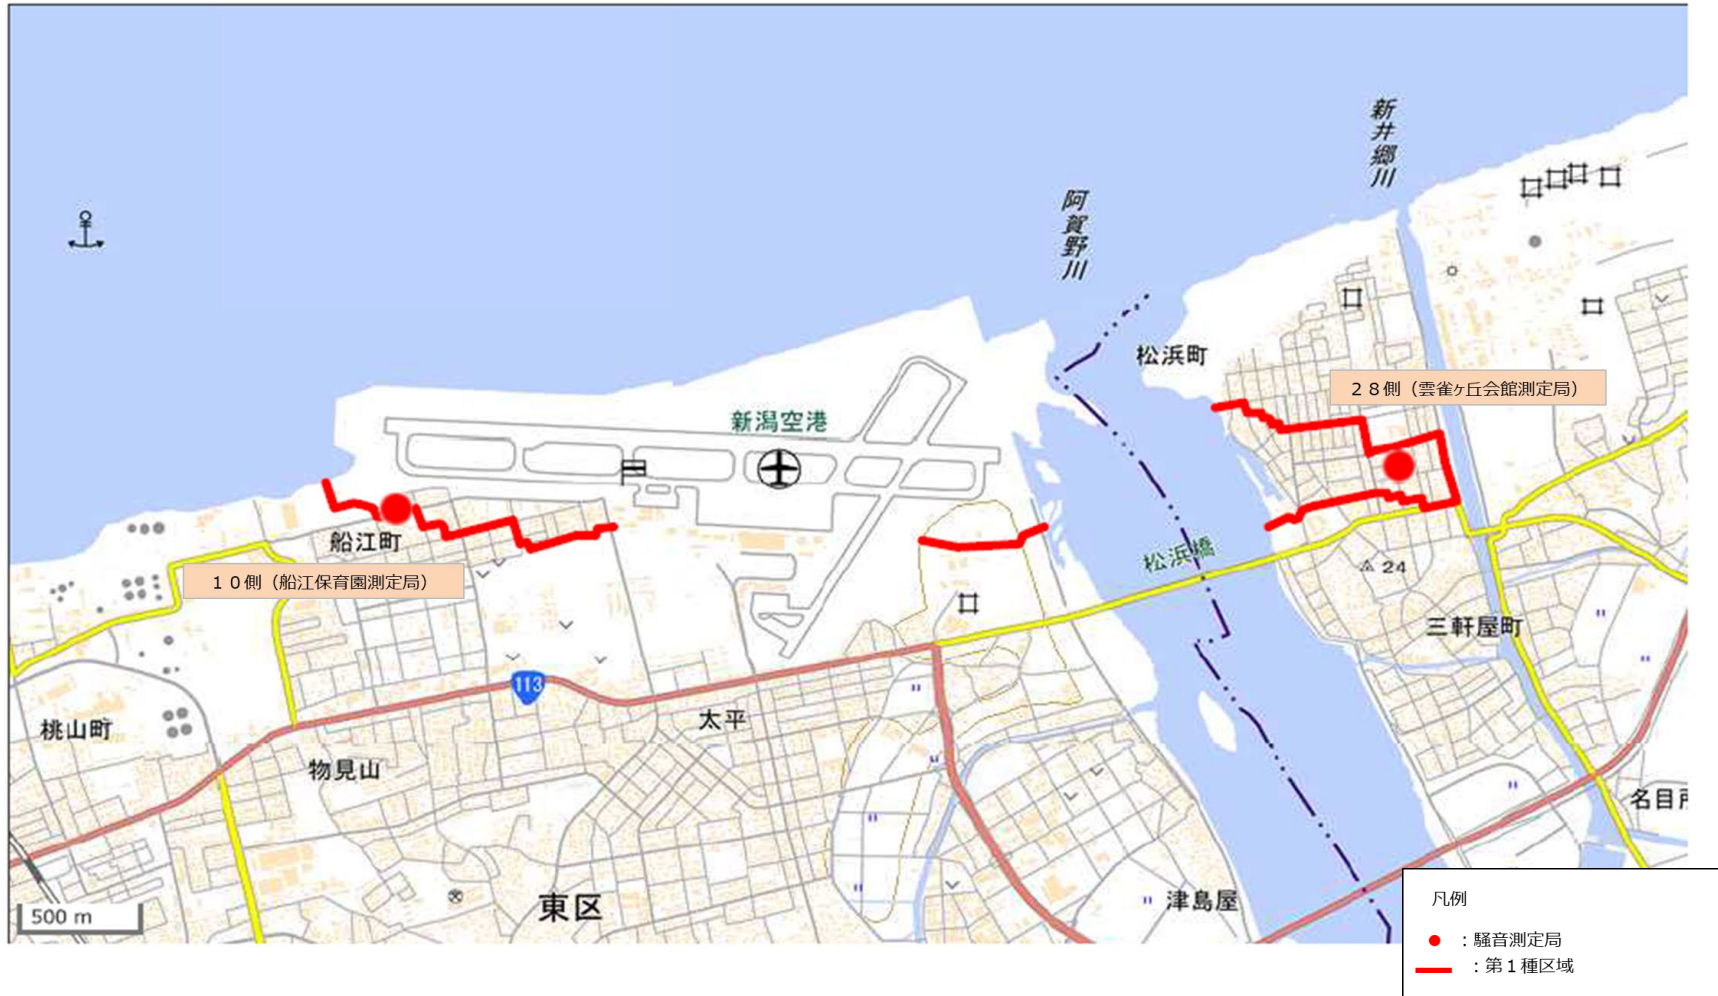 新井郷川
阿賀野川
松浜町
２８側（雲雀ヶ丘会館測定局）
新潟空港
船江町
松浜橋
24
１０側（船江保育園測定局）
三軒屋町
113
桃山町
太平
物見山
名目所
東区
津島屋
500 m
凡例
：騒音測定局
：第１種区域